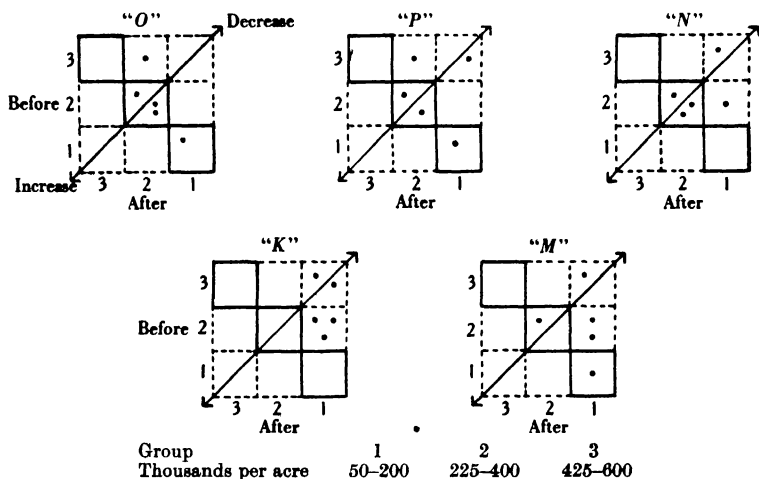 "O" "P" "N"
Decrease
3 3 3
Before 2 2 2
1 1 1
Increase 3 2 1 3 2 1 3 2 1
After After After
"K" "M"
3 3
Before 2 2
1 1
3 2 1 3 2 1
After After
Group 1 2 3
Thousands per acre 50–200 225–400 425–600